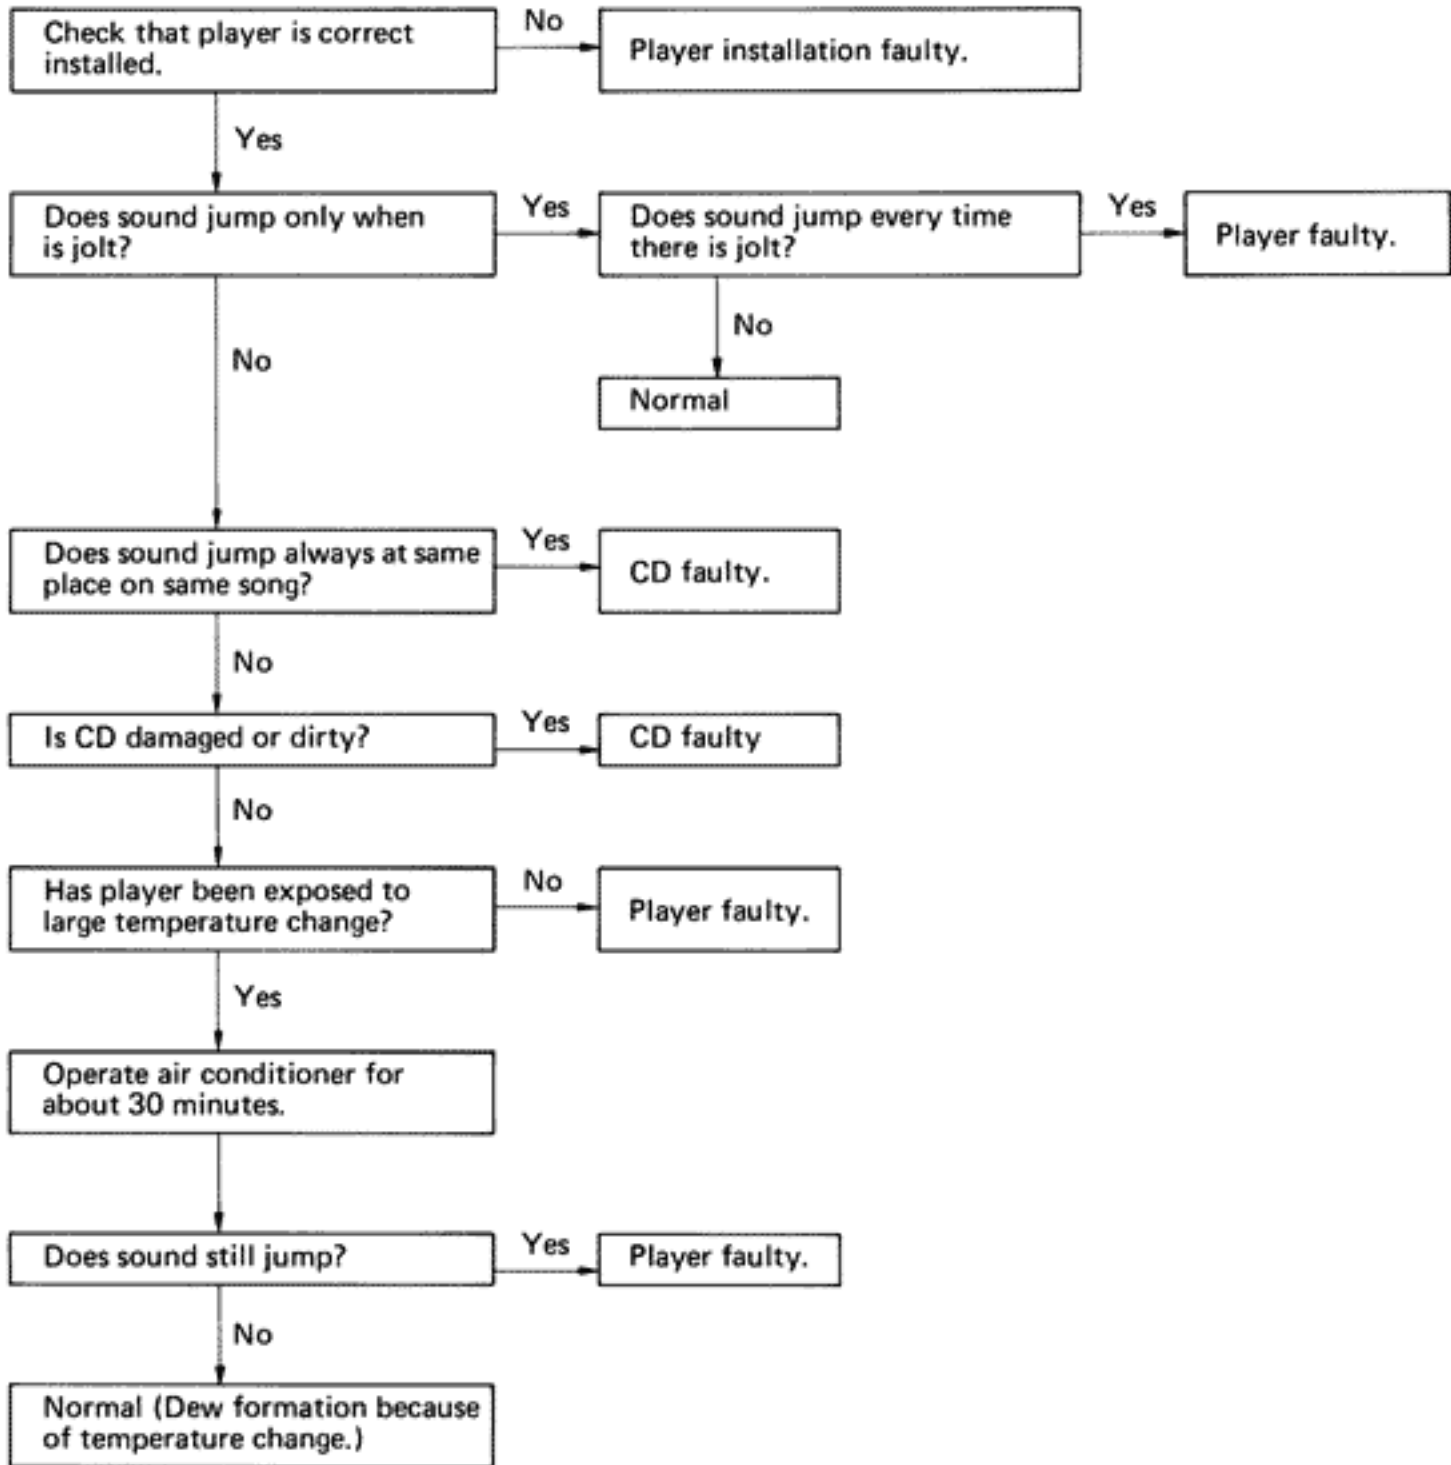 Check that player is correct
installed.
No
Player installation faulty.
Yes
Does sound jump only when
is jolt?
Yes
Does sound jump every time
there is jolt?
Yes
Player faulty.
No
No
Normal
Does sound jump always at same
place on same song?
Yes
CD faulty.
No
Is CD damaged or dirty?
Yes
CD faulty
No
Has player been exposed to
large temperature change?
No
Player faulty.
Yes
Operate air conditioner for
about 30 minutes.
Does sound still jump?
Yes
Player faulty.
No
Normal (Dew formation because
of temperature change.)